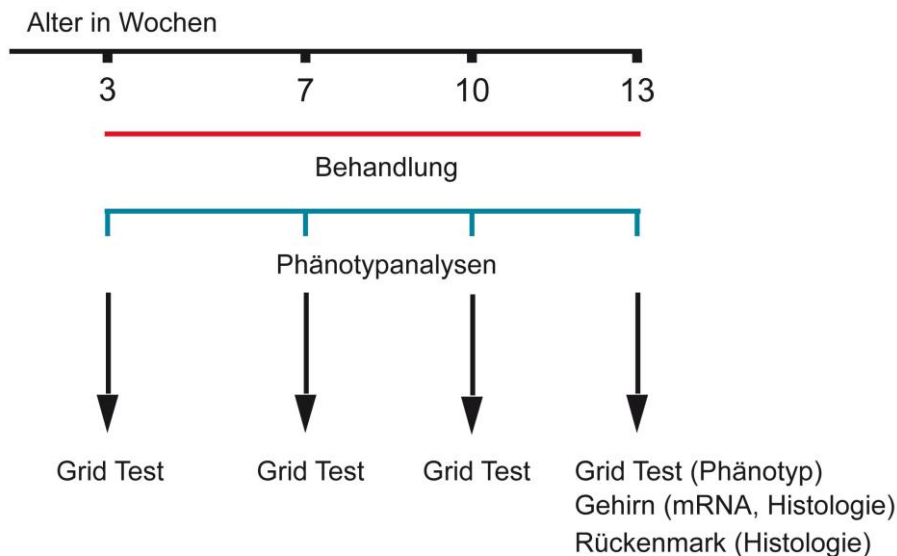 Alter in Wochen
3 7 10 13
Behandlung
Phänotypanalysen
Grid Test Grid Test Grid Test Grid Test (Phänotyp)
Gehirn (mRNA, Histologie)
Rückenmark (Histologie)